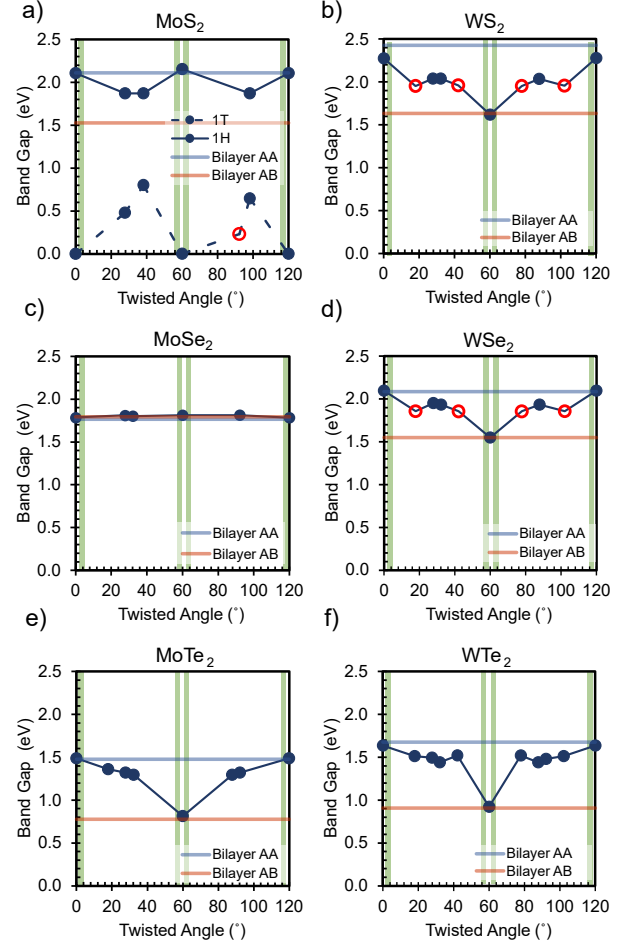 a)
MoS2
2.5
2.0
1.5
1.0
0.5
0.0
Band Gap (eV)
1T
1H
Bilayer AA
Bilayer AB
0 20 40 60 80 100 120
Twisted Angle (°)
b)
WS2
2.5
2.0
1.5
1.0
0.5
0.0
Band Gap (eV)
Bilayer AA
Bilayer AB
0 20 40 60 80 100 120
Twisted Angle (°)
c)
MoSe2
2.5
2.0
1.5
1.0
0.5
0.0
Band Gap (eV)
Bilayer AA
Bilayer AB
0 20 40 60 80 100 120
Twisted Angle (°)
d)
WSe2
2.5
2.0
1.5
1.0
0.5
0.0
Band Gap (eV)
Bilayer AA
Bilayer AB
0 20 40 60 80 100 120
Twisted Angle (°)
e)
MoTe2
2.5
2.0
1.5
1.0
0.5
0.0
Band Gap (eV)
Bilayer AA
Bilayer AB
0 20 40 60 80 100 120
Twisted Angle (°)
f)
WTe2
2.5
2.0
1.5
1.0
0.5
0.0
Band Gap (eV)
Bilayer AA
Bilayer AB
0 20 40 60 80 100 120
Twisted Angle (°)